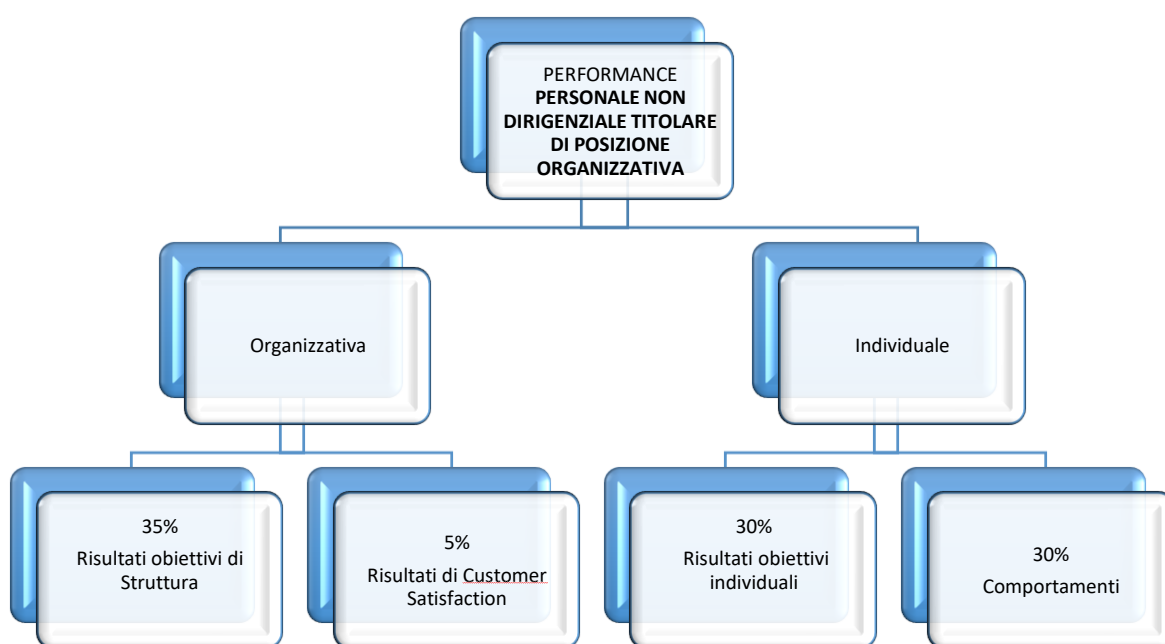 PERFORMANCE
PERSONALE NON
DIRIGENZIALE TITOLARE
DI POSIZIONE
ORGANIZZATIVA
Organizzativa
Individuale
35%
Risultati obiettivi di
Struttura
5%
Risultati di Customer
Satisfaction
30%
Risultati obiettivi
individuali
30%
Comportamenti